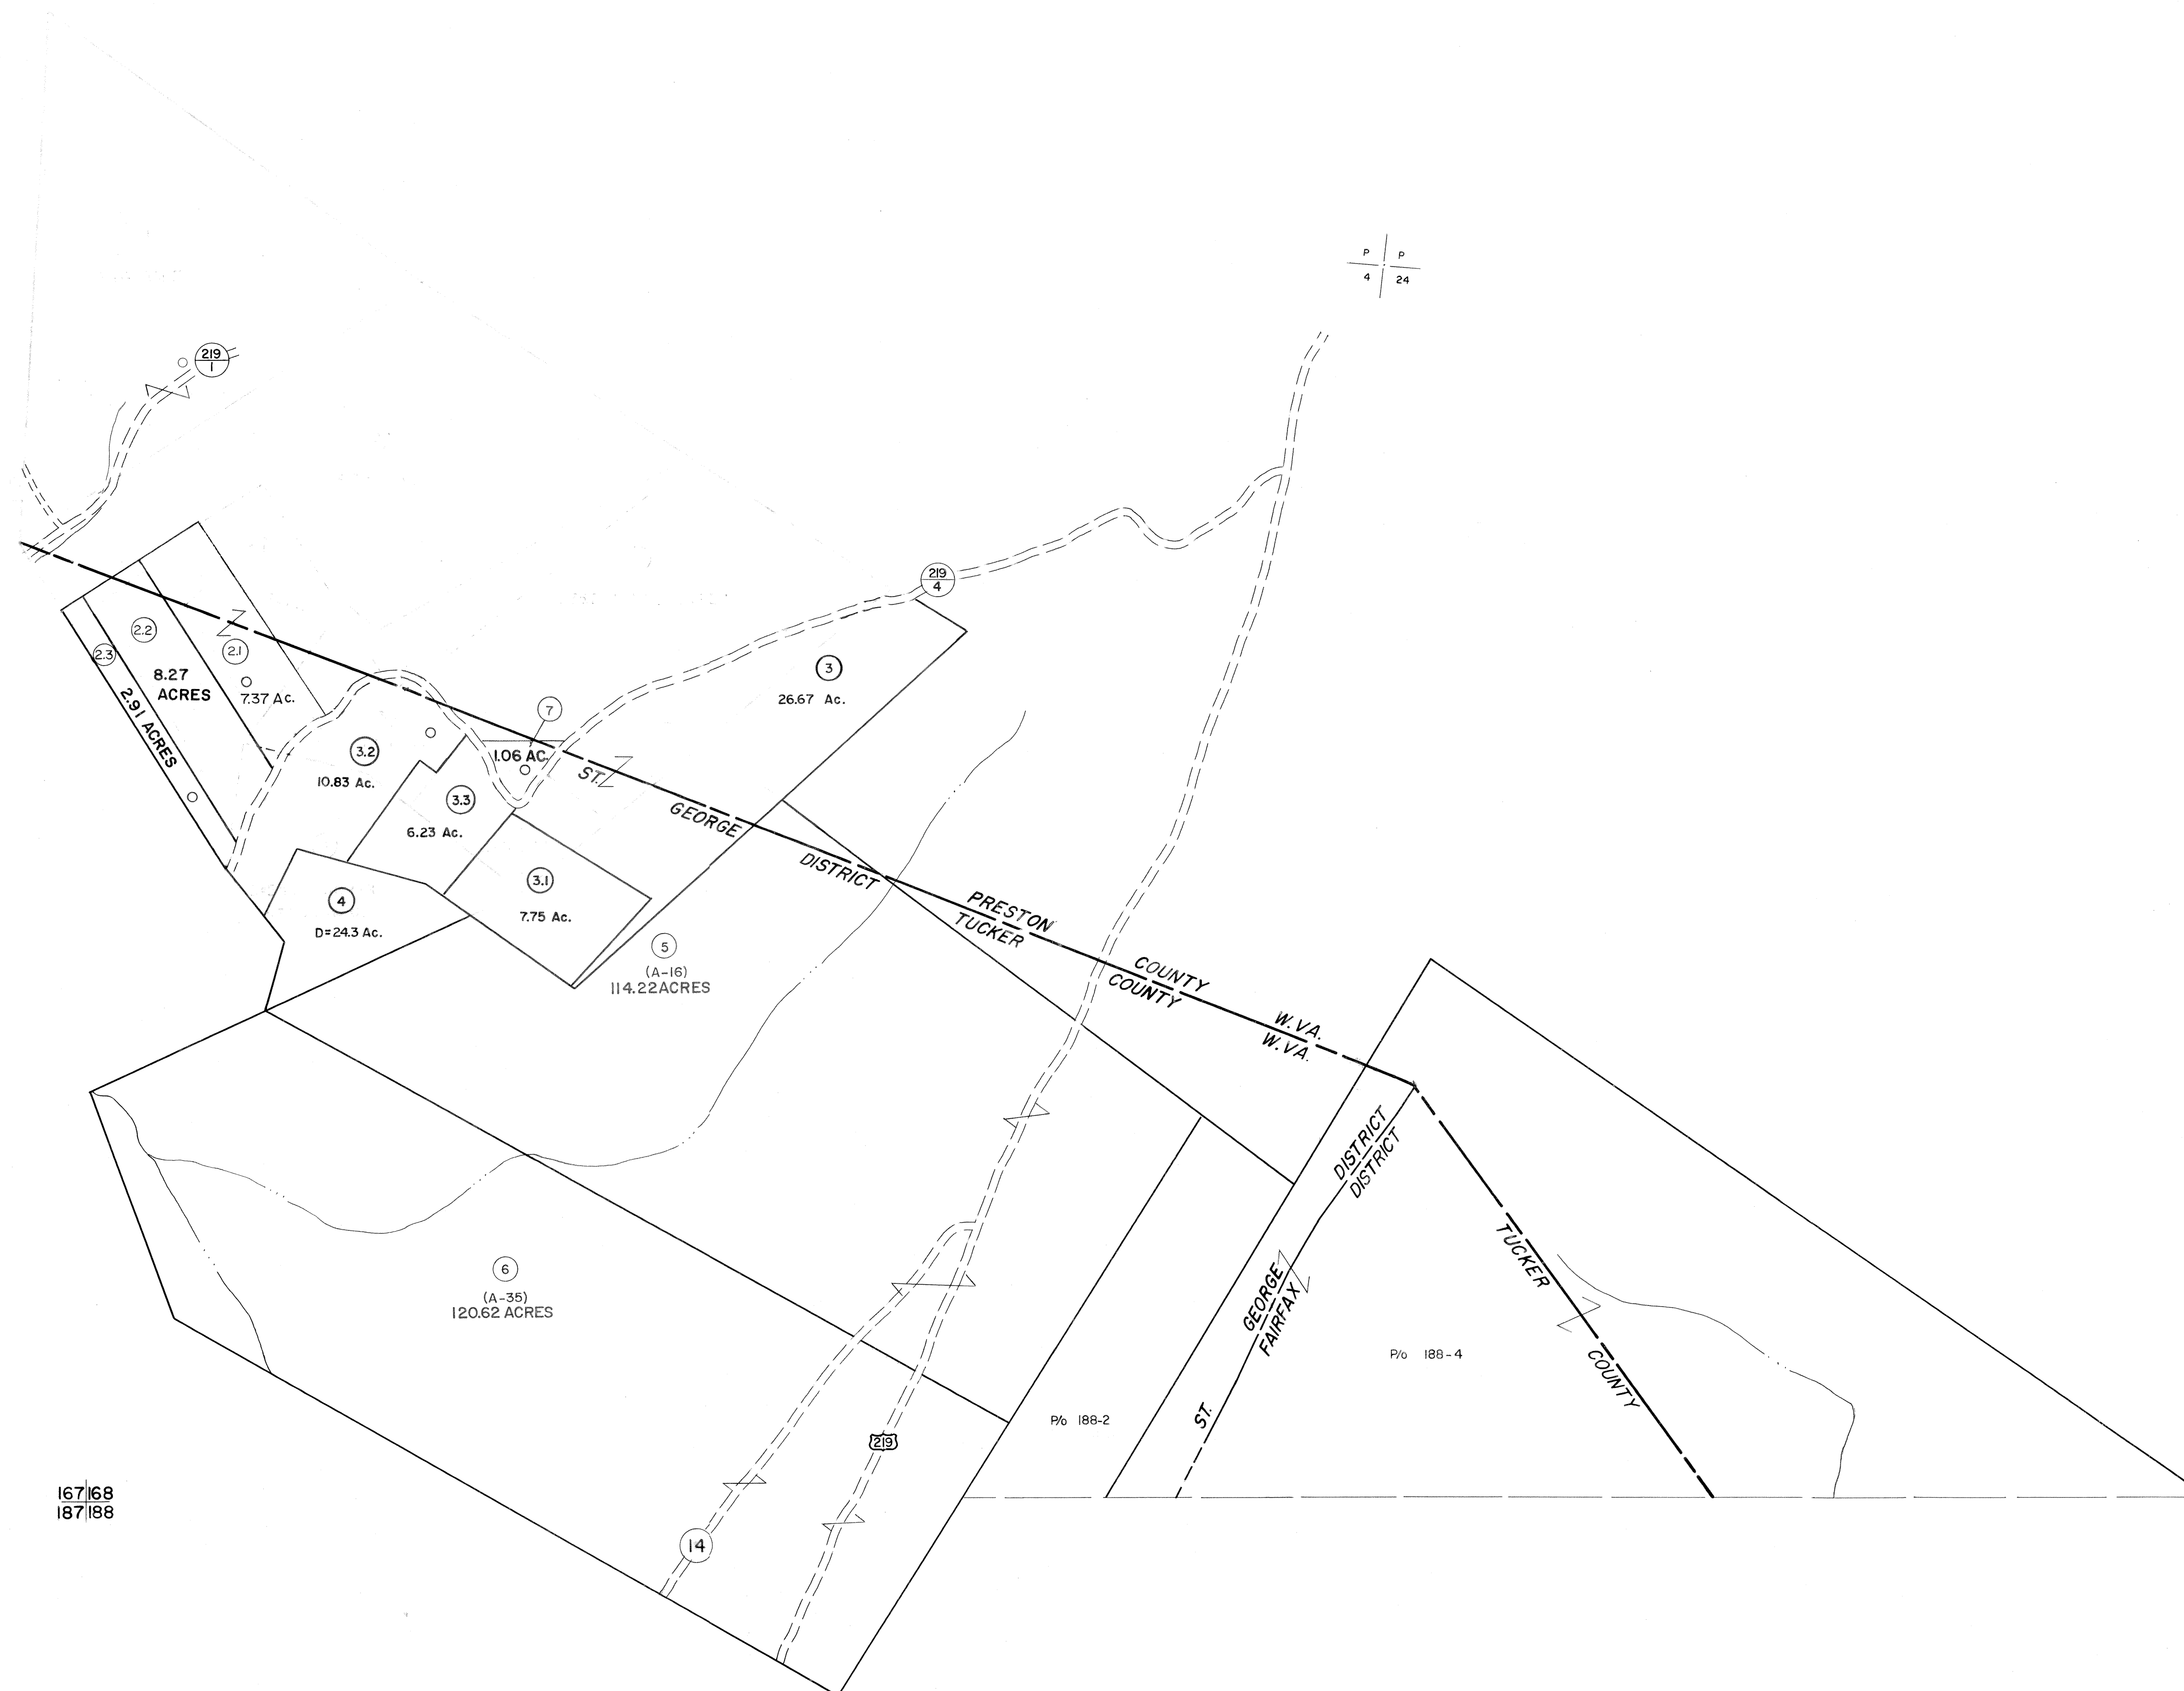 P P
4 24
219
1
219
4
2.2
2.3
2.1
8.27
ACRES
7.37 Ac.
2.91 ACRES
3
26.67 Ac.
7
1.06 AC.
3.2
10.83 Ac.
3.3
6.23 Ac.
3.1
7.75 Ac.
4
D=24.3 Ac.
5
(A-16)
114.22 ACRES
ST. GEORGE DISTRICT
PRESTON COUNTY W.VA.
TUCKER COUNTY W.VA.
ST. GEORGE DISTRICT
FAIRFAX DISTRICT
TUCKER COUNTY
6
(A-35)
120.62 ACRES
P/o 188-4
P/o 188-2
219
14
167 168
187 188